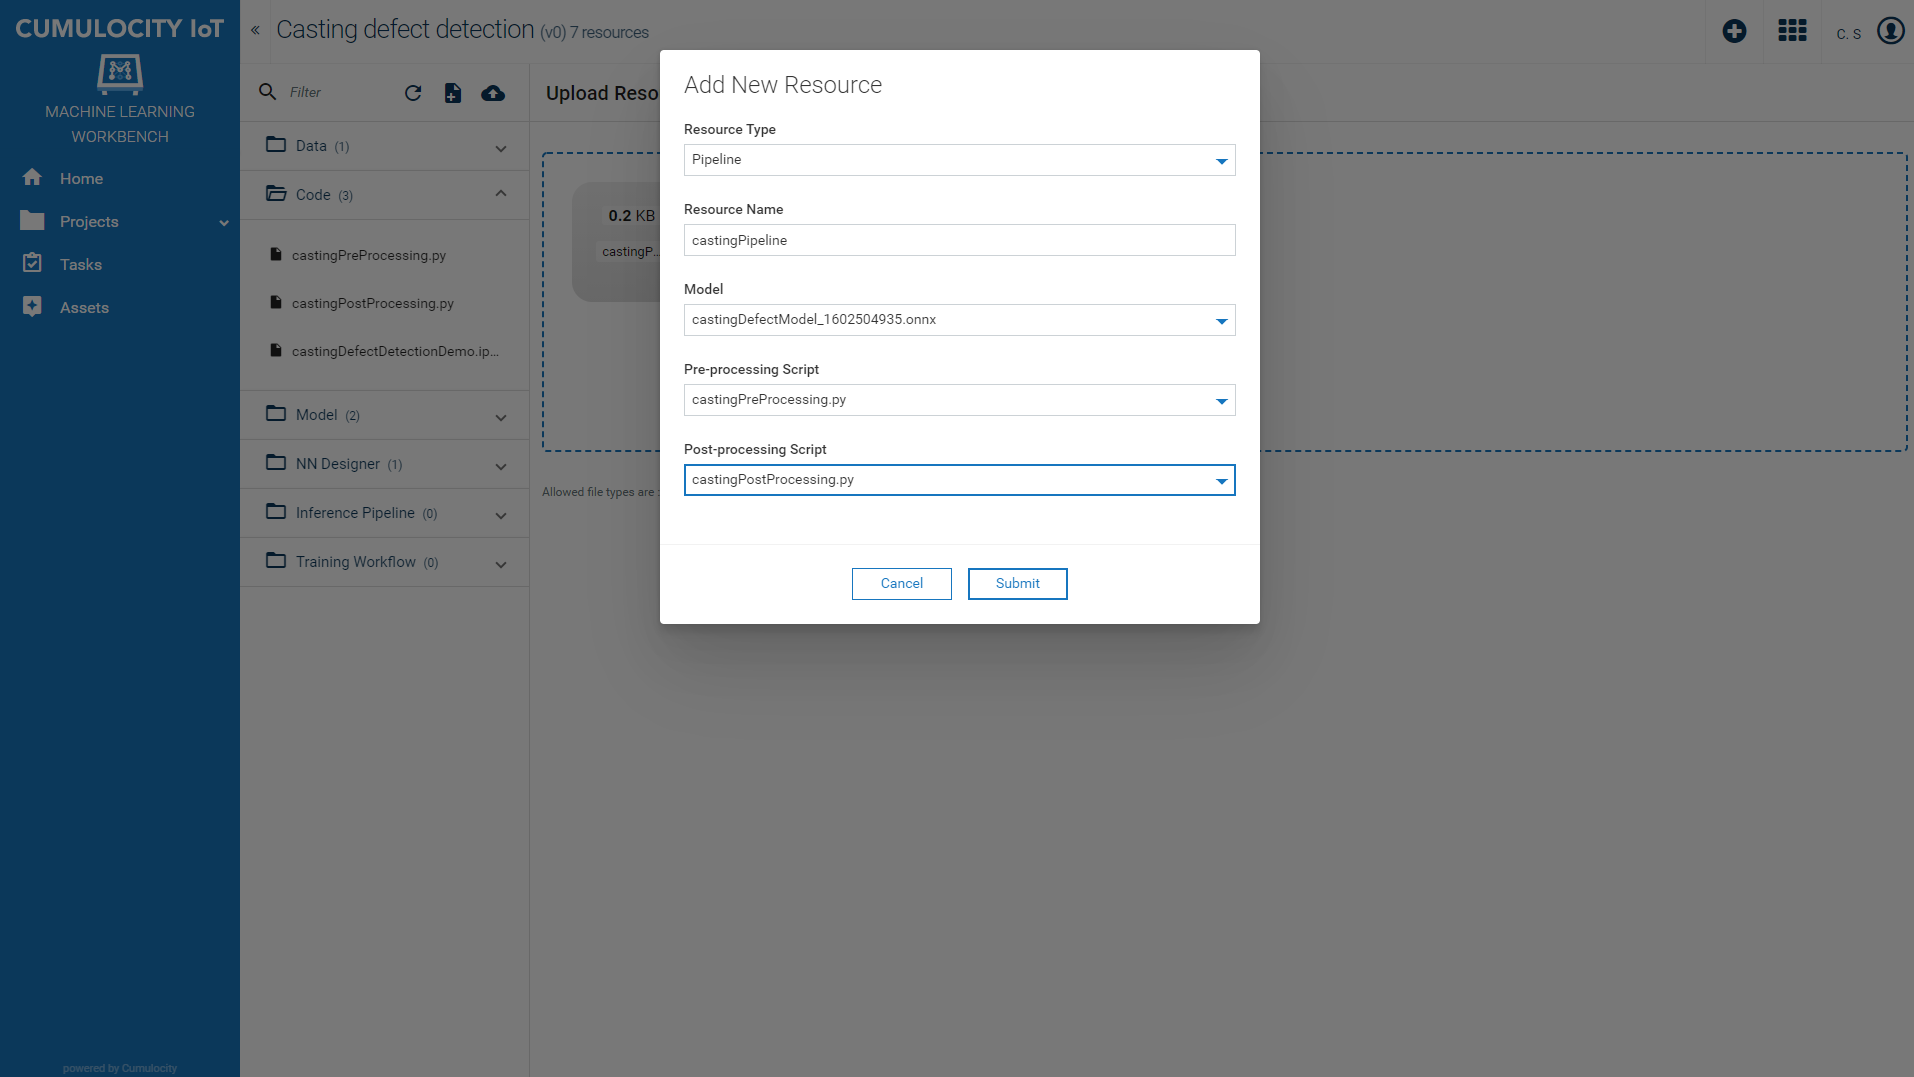 CUMULOCITY IoT
MACHINE LEARNING
WORKBENCH
Home
Projects
Tasks
Assets
powered by Cumulocity
« Casting defect detection (v0) 7 resources
C. S
Filter
Data (1)
Code (3)
castingPreProcessing.py
castingPostProcessing.py
castingDefectDetectionDemo.ip...
Model (2)
NN Designer (1)
Inference Pipeline (0)
Training Workflow (0)
Upload Reso
0.2 KB
castingP...
Allowed file types are :
Add New Resource
Resource Type
Pipeline
Resource Name
castingPipeline
Model
castingDefectModel_1602504935.onnx
Pre-processing Script
castingPreProcessing.py
Post-processing Script
castingPostProcessing.py
Cancel
Submit